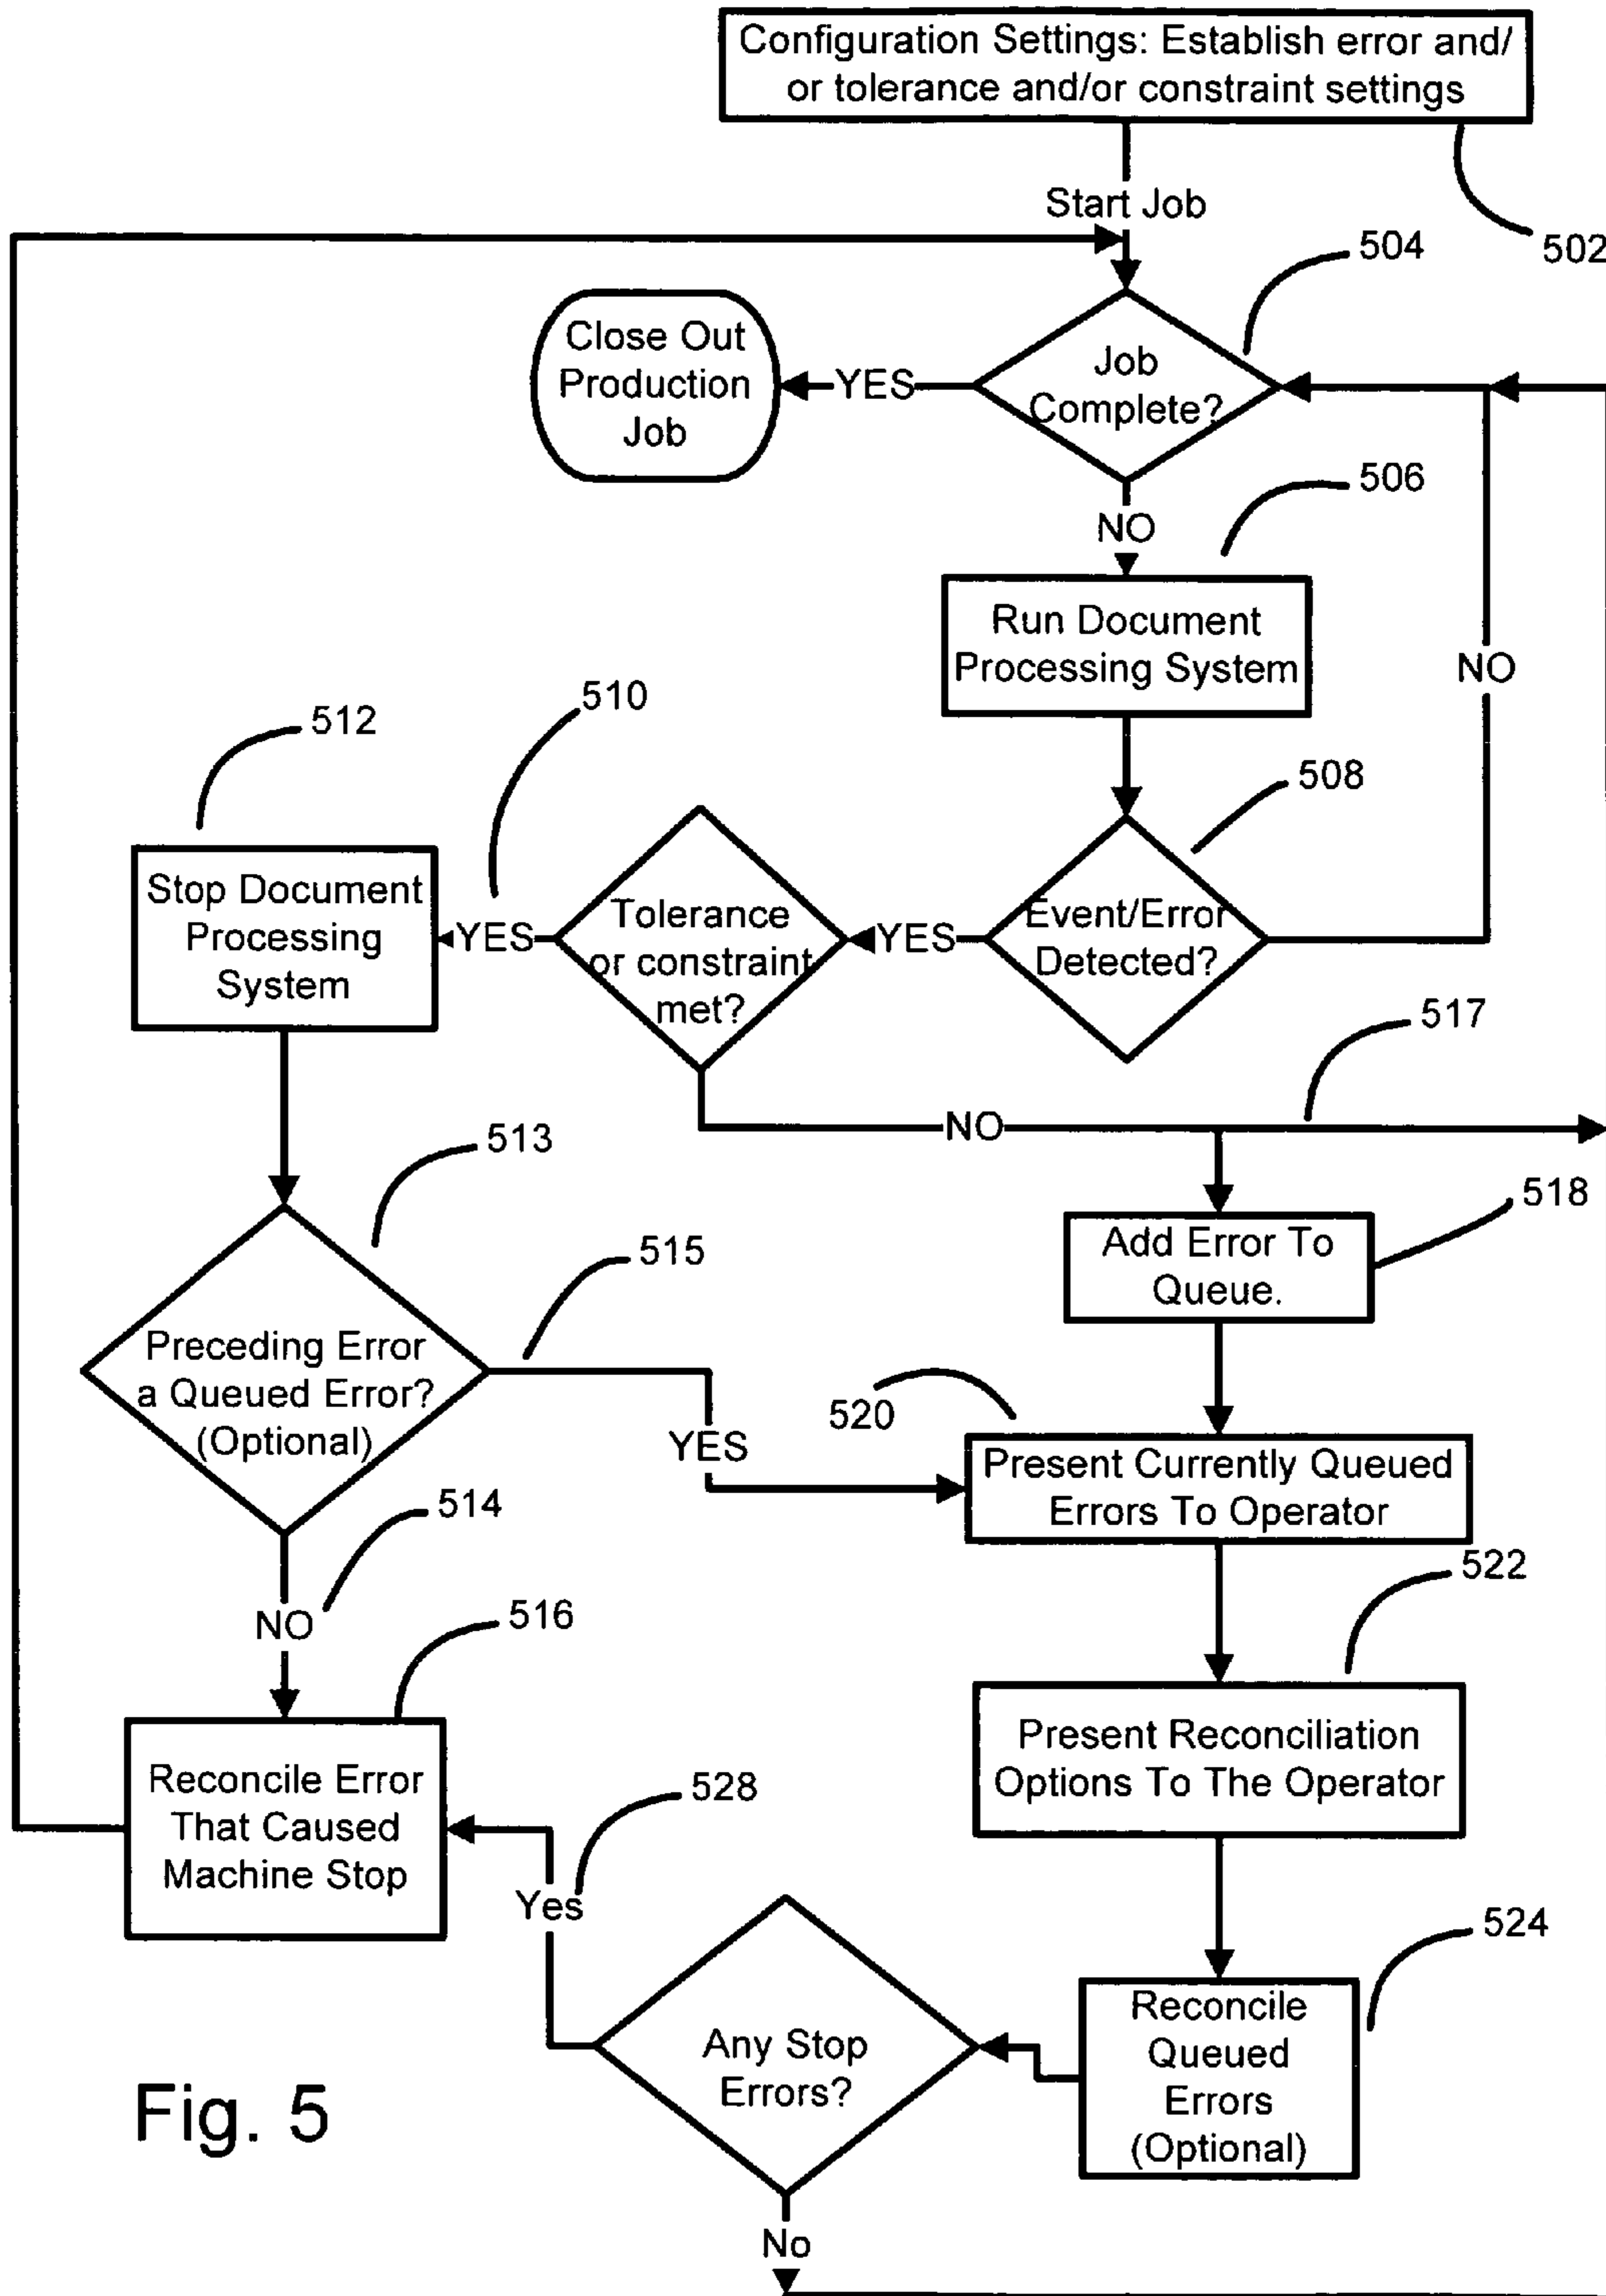 Configuration Settings: Establish error and/
or tolerance and/or constraint settings
Start Job
502
504
Close Out
Production
Job
YES
Job
Complete?
506
NO
Run Document
Processing System
NO
510
512
508
Stop Document
Processing
System
YES
Tolerance
or constraint
met?
YES
Event/Error
Detected?
517
NO
513
518
Add Error To
Queue.
515
Preceding Error
a Queued Error?
(Optional)
520
YES
Present Currently Queued
Errors To Operator
514
522
NO
516
Present Reconciliation
Options To The Operator
Reconcile Error
That Caused
Machine Stop
528
Yes
524
Reconcile
Queued
Errors
(Optional)
Any Stop
Errors?
Fig. 5
No